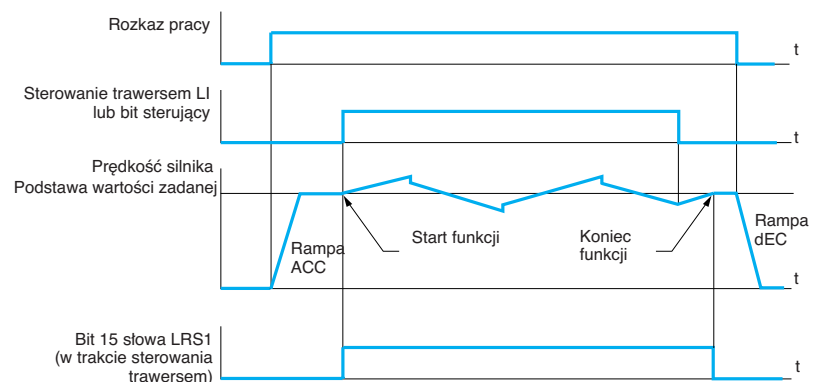 Rozkaz pracy
t
Sterowanie trawersem LI
lub bit sterujący
t
Prędkość silnika
Podstawa wartości zadanej
Rampa
ACC
Start funkcji
Koniec
funkcji
Rampa
dEC
t
Bit 15 słowa LRS1
(w trakcie sterowania
trawersem)
t